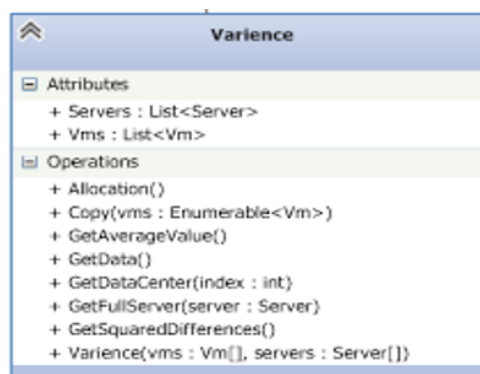 Varience
Attributes
+ Servers : List<Server>
+ Vms : List<Vm>
Operations
+ Allocation()
+ Copy(vms : Enumerable<Vm>)
+ GetAverageValue()
+ GetData()
+ GetDataCenter(index : int)
+ GetFullServer(server : Server)
+ GetSquaredDifferences()
+ Varience(vms : Vm[], servers : Server[])